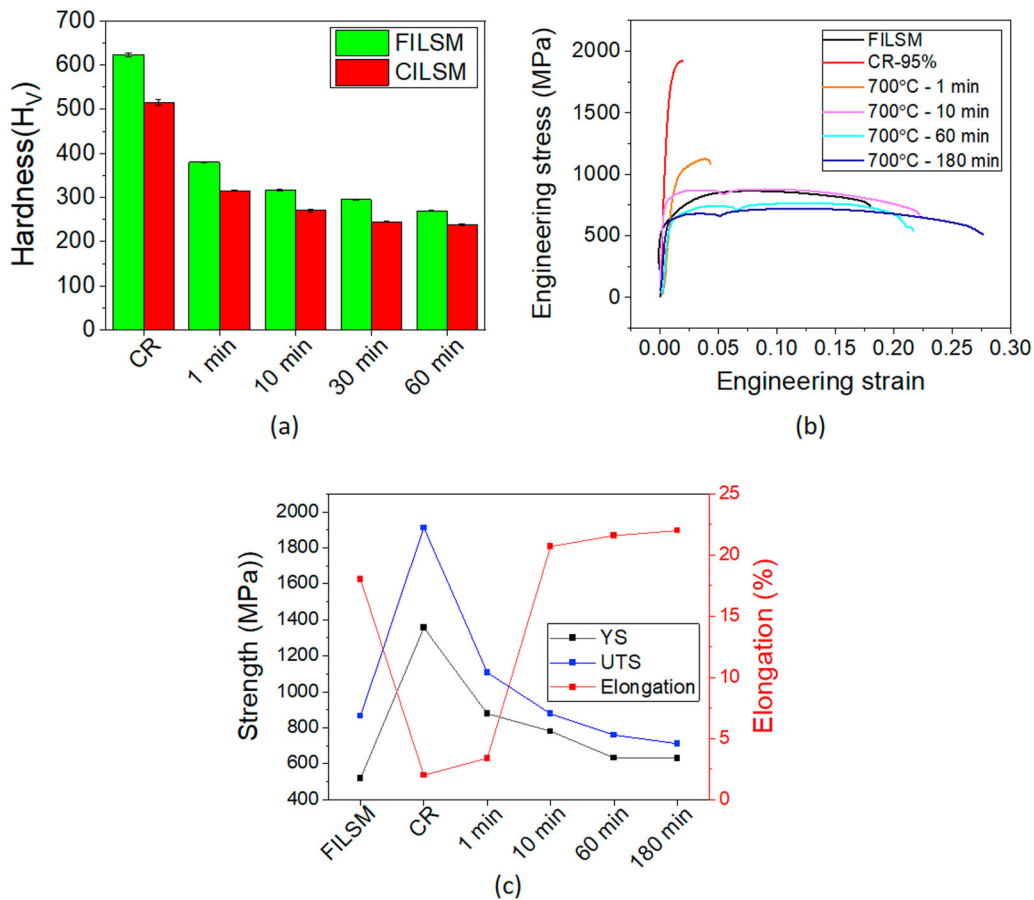 700
600
500
400
300
200
100
0
Hardness(HV)
FILSM
CILSM
CR
1 min
10 min
30 min
60 min
(a)
2000
1500
1000
500
0
Engineering stress (MPa)
FILSM
CR-95%
700°C - 1 min
700°C - 10 min
700°C - 60 min
700°C - 180 min
0.00 0.05 0.10 0.15 0.20 0.25 0.30
Engineering strain
(b)
2000
1800
1600
1400
1200
1000
800
600
400
Strength (MPa))
YS
UTS
Elongation
25
20
15
10
5
0
Elongation (%)
FILSM
CR
1 min
10 min
60 min
180 min
(c)